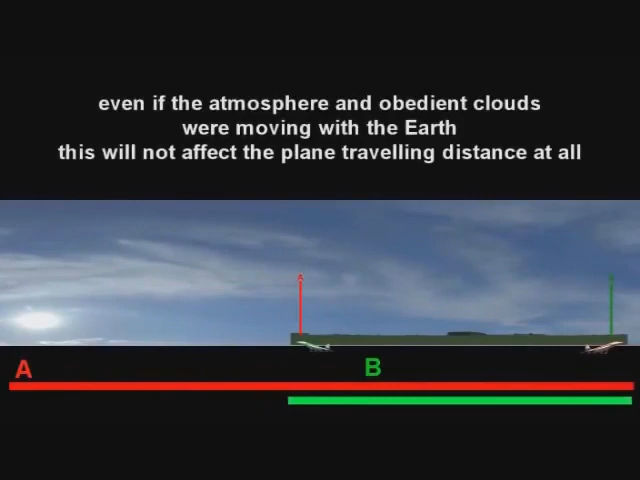 even if the atmosphere and obedient clouds
were moving with the Earth
this will not affect the plane travelling distance at all
A
A
A B